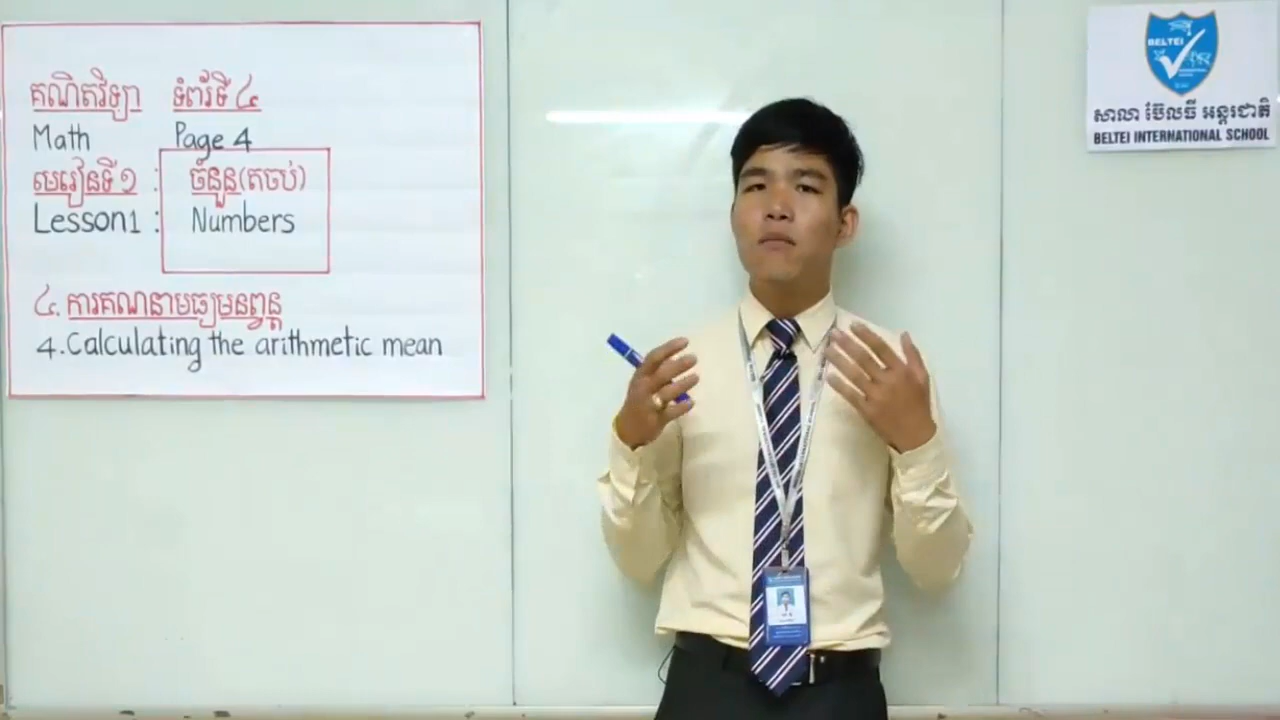 គណិតវិទ្យា ទំព័រទី ៤
Math Page 4
មេរៀនទី ១ : ចំនួន(តចប់)
Lesson 1 : Numbers
៤. ការគណនាមធ្យមនព្វន្ត
4. Calculating the arithmetic mean
BELTEI
សាលា ប៊ែលធី អន្តរជាតិ
BELTEI INTERNATIONAL SCHOOL